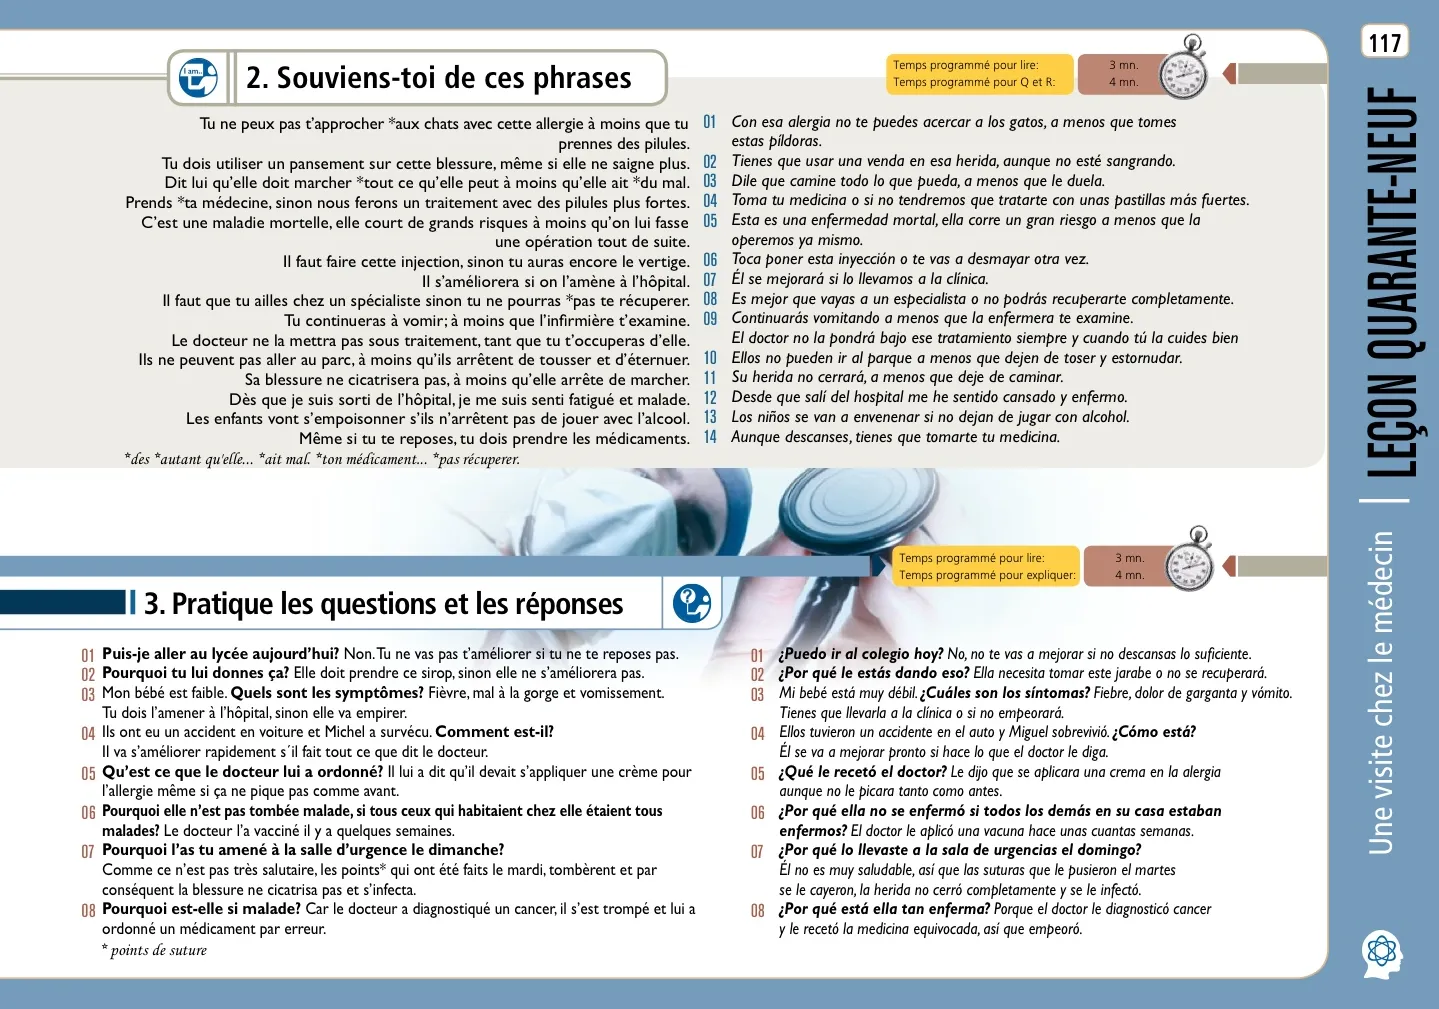 117
LEÇON QUARANTE-NEUF
Une visite chez le médecin
I am...
2. Souviens-toi de ces phrases
Temps programmé pour lire: 3 mn.
Temps programmé pour Q et R: 4 mn.
Tu ne peux pas t’approcher *aux chats avec cette allergie à moins que tu
prennes des pilules.
Tu dois utiliser un pansement sur cette blessure, même si elle ne saigne plus.
Dit lui qu’elle doit marcher *tout ce qu’elle peut à moins qu’elle ait *du mal.
Prends *ta médecine, sinon nous ferons un traitement avec des pilules plus fortes.
C’est une maladie mortelle, elle court de grands risques à moins qu’on lui fasse
une opération tout de suite.
Il faut faire cette injection, sinon tu auras encore le vertige.
Il s’améliorera si on l’amène à l’hôpital.
Il faut que tu ailles chez un spécialiste sinon tu ne pourras *pas te récuperer.
Tu continueras à vomir; à moins que l’infirmière t’examine.
Le docteur ne la mettra pas sous traitement, tant que tu t’occuperas d’elle.
Ils ne peuvent pas aller au parc, à moins qu’ils arrêtent de tousser et d’éternuer.
Sa blessure ne cicatrisera pas, à moins qu’elle arrête de marcher.
Dès que je suis sorti de l’hôpital, je me suis senti fatigué et malade.
Les enfants vont s’empoisonner s’ils n’arrêtent pas de jouer avec l’alcool.
Même si tu te reposes, tu dois prendre les médicaments.
*des *autant qu'elle... *ait mal. *ton médicament... *pas récuperer.
01 Con esa alergia no te puedes acercar a los gatos, a menos que tomes
estas píldoras.
02 Tienes que usar una venda en esa herida, aunque no esté sangrando.
03 Dile que camine todo lo que pueda, a menos que le duela.
04 Toma tu medicina o si no tendremos que tratarte con unas pastillas más fuertes.
05 Esta es una enfermedad mortal, ella corre un gran riesgo a menos que la
operemos ya mismo.
06 Toca poner esta inyección o te vas a desmayar otra vez.
07 Él se mejorará si lo llevamos a la clínica.
08 Es mejor que vayas a un especialista o no podrás recuperarte completamente.
09 Continuarás vomitando a menos que la enfermera te examine.
El doctor no la pondrá bajo ese tratamiento siempre y cuando tú la cuides bien
10 Ellos no pueden ir al parque a menos que dejen de toser y estornudar.
11 Su herida no cerrará, a menos que deje de caminar.
12 Desde que salí del hospital me he sentido cansado y enfermo.
13 Los niños se van a envenenar si no dejan de jugar con alcohol.
14 Aunque descanses, tienes que tomarte tu medicina.
Temps programmé pour lire: 3 mn.
Temps programmé pour expliquer: 4 mn.
3. Pratique les questions et les réponses
?
01 Puis-je aller au lycée aujourd’hui? Non. Tu ne vas pas t’améliorer si tu ne te reposes pas.
02 Pourquoi tu lui donnes ça? Elle doit prendre ce sirop, sinon elle ne s’améliorera pas.
03 Mon bébé est faible. Quels sont les symptômes? Fièvre, mal à la gorge et vomissement.
Tu dois l’amener à l’hôpital, sinon elle va empirer.
04 Ils ont eu un accident en voiture et Michel a survécu. Comment est-il?
Il va s’améliorer rapidement s´il fait tout ce que dit le docteur.
05 Qu’est ce que le docteur lui a ordonné? Il lui a dit qu’il devait s’appliquer une crème pour
l’allergie même si ça ne pique pas comme avant.
06 Pourquoi elle n’est pas tombée malade, si tous ceux qui habitaient chez elle étaient tous
malades? Le docteur l’a vacciné il y a quelques semaines.
07 Pourquoi l’as tu amené à la salle d’urgence le dimanche?
Comme ce n’est pas très salutaire, les points* qui ont été faits le mardi, tombèrent et par
conséquent la blessure ne cicatrisa pas et s’infecta.
08 Pourquoi est-elle si malade? Car le docteur a diagnostiqué un cancer, il s’est trompé et lui a
ordonné un médicament par erreur.
* points de suture
01 ¿Puedo ir al colegio hoy? No, no te vas a mejorar si no descansas lo suficiente.
02 ¿Por qué le estás dando eso? Ella necesita tomar este jarabe o no se recuperará.
03 Mi bebé está muy débil. ¿Cuáles son los síntomas? Fiebre, dolor de garganta y vómito.
Tienes que llevarla a la clínica o si no empeorará.
04 Ellos tuvieron un accidente en el auto y Miguel sobrevivió. ¿Cómo está?
Él se va a mejorar pronto si hace lo que el doctor le diga.
05 ¿Qué le recetó el doctor? Le dijo que se aplicara una crema en la alergia
aunque no le picara tanto como antes.
06 ¿Por qué ella no se enfermó si todos los demás en su casa estaban
enfermos? El doctor le aplicó una vacuna hace unas cuantas semanas.
07 ¿Por qué lo llevaste a la sala de urgencias el domingo?
Él no es muy saludable, así que las suturas que le pusieron el martes
se le cayeron, la herida no cerró completamente y se le infectó.
08 ¿Por qué está ella tan enferma? Porque el doctor le diagnosticó cancer
y le recetó la medicina equivocada, así que empeoró.